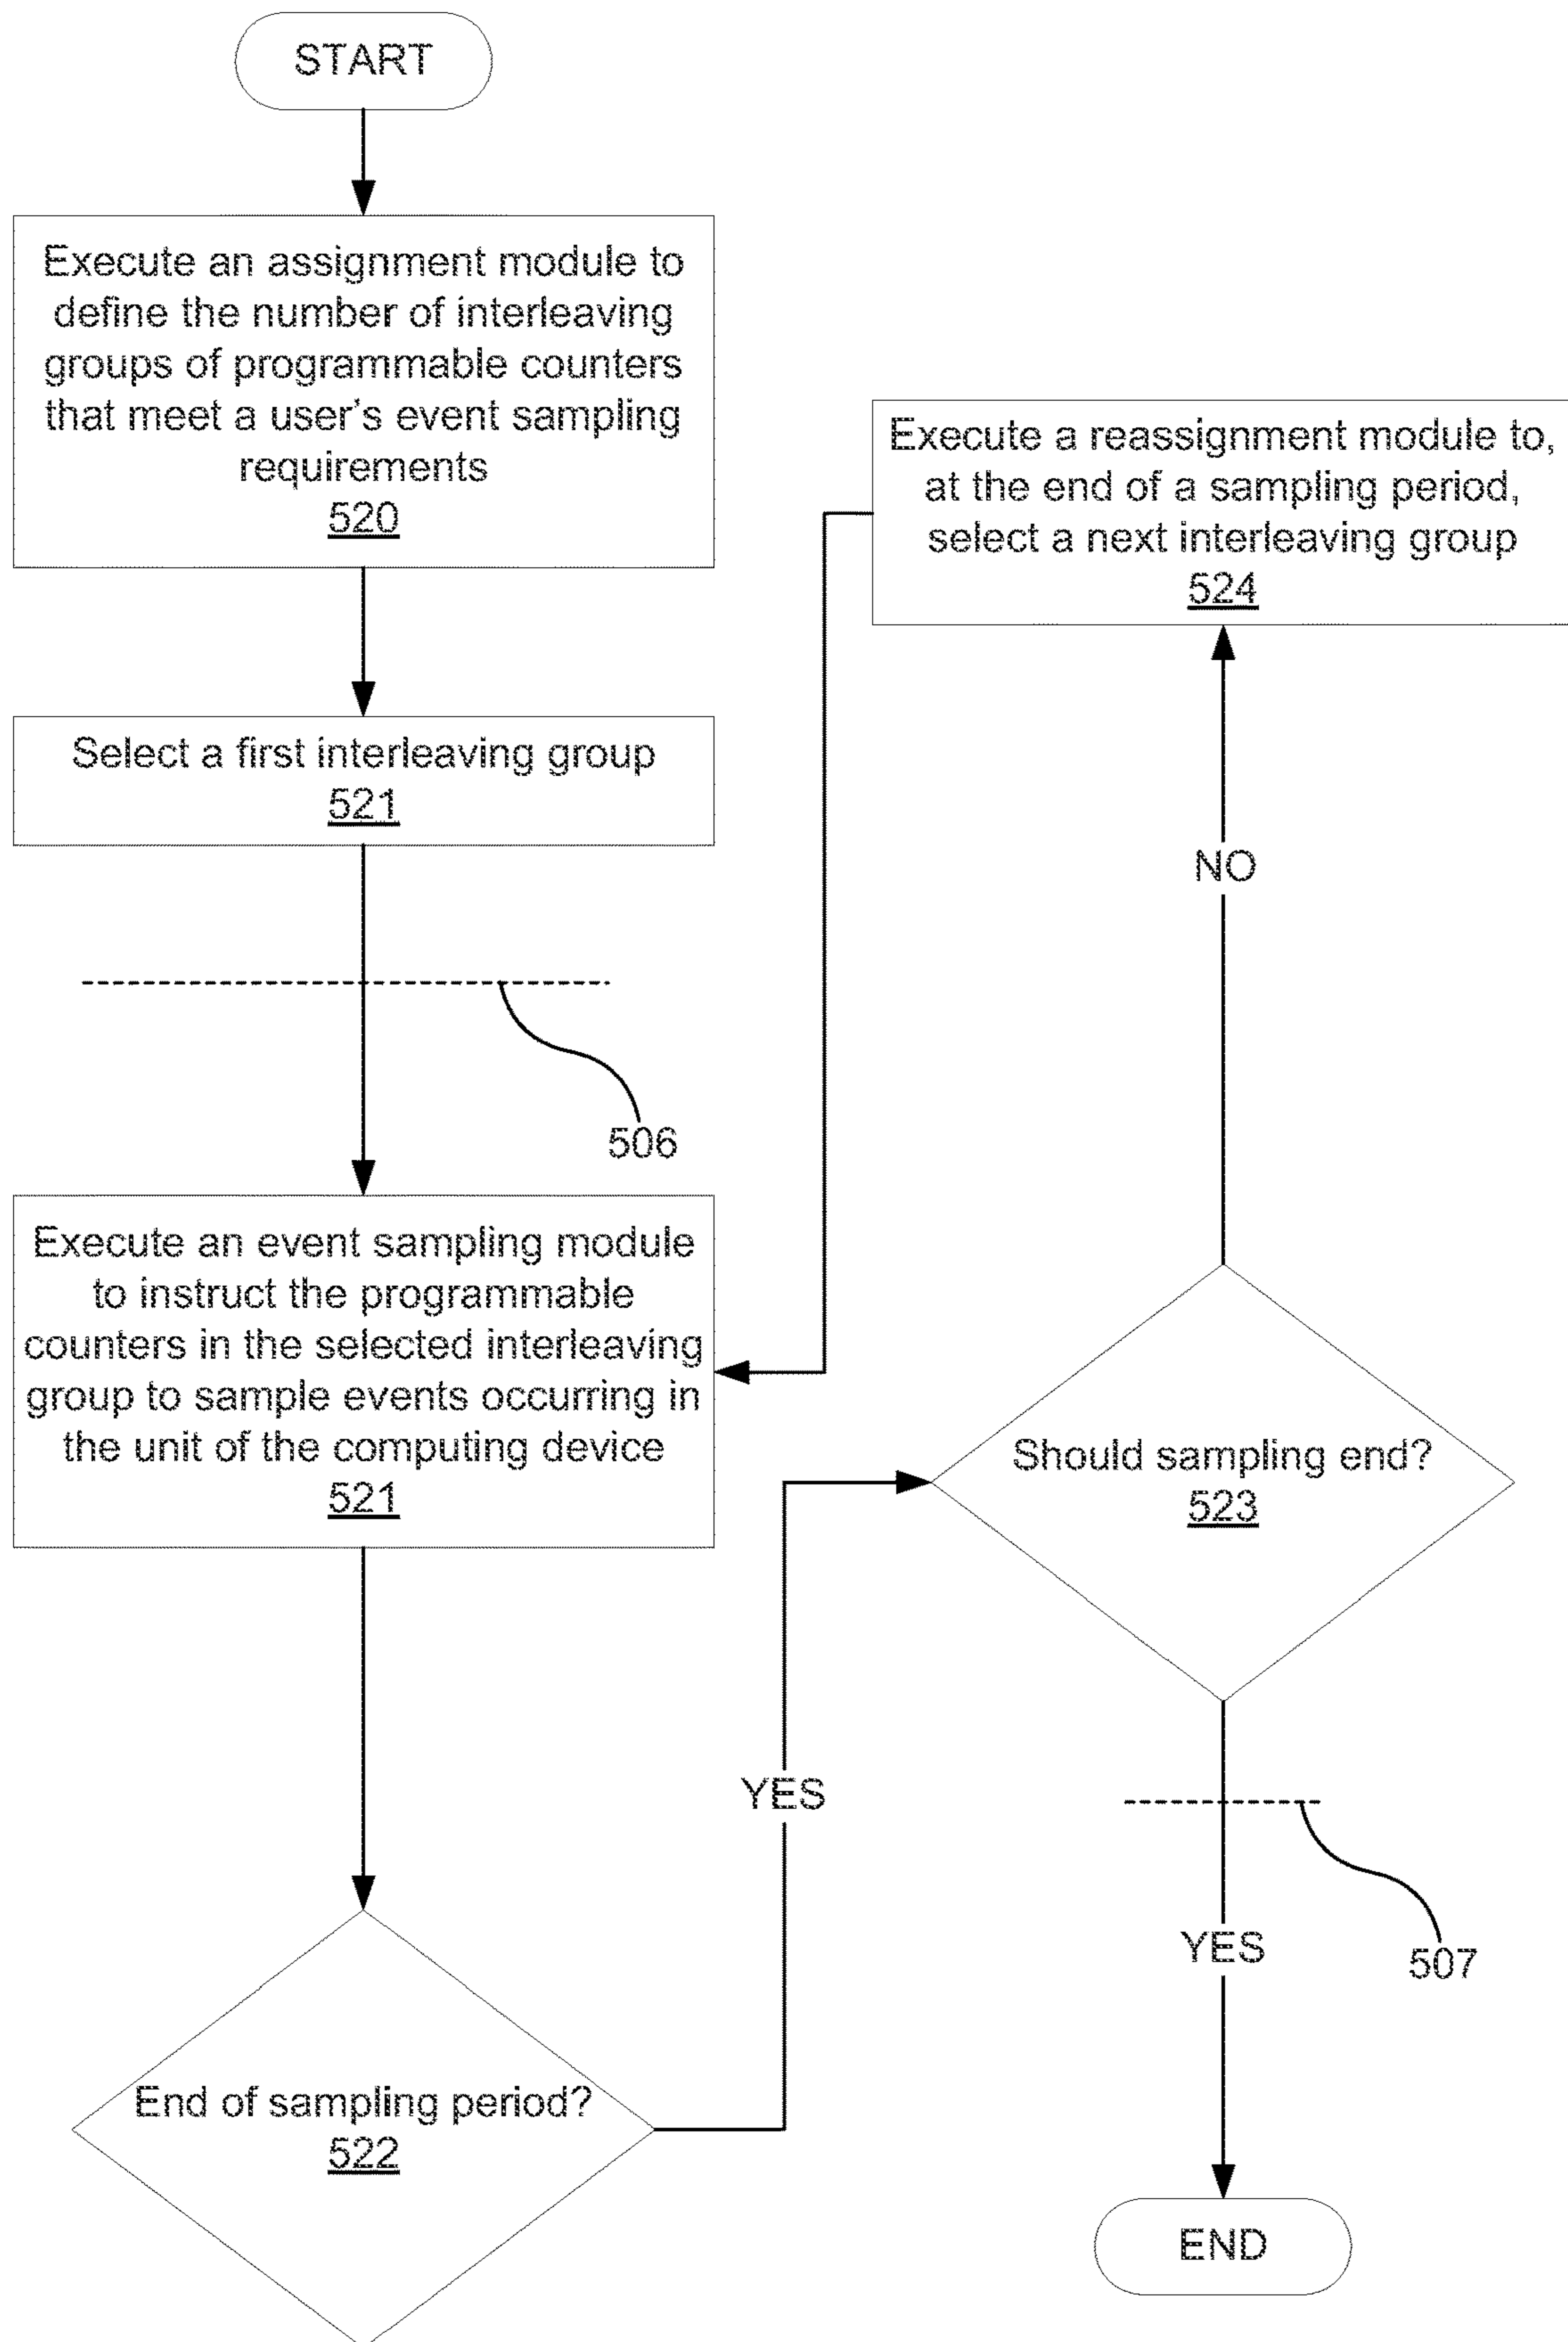 START
Execute an assignment module to
define the number of interleaving
groups of programmable counters
that meet a user's event sampling
requirements
520
Select a first interleaving group
521
506
Execute an event sampling module
to instruct the programmable
counters in the selected interleaving
group to sample events occurring in
the unit of the computing device
521
End of sampling period?
522
YES
Should sampling end?
523
NO
Execute a reassignment module to,
at the end of a sampling period,
select a next interleaving group
524
YES
507
END